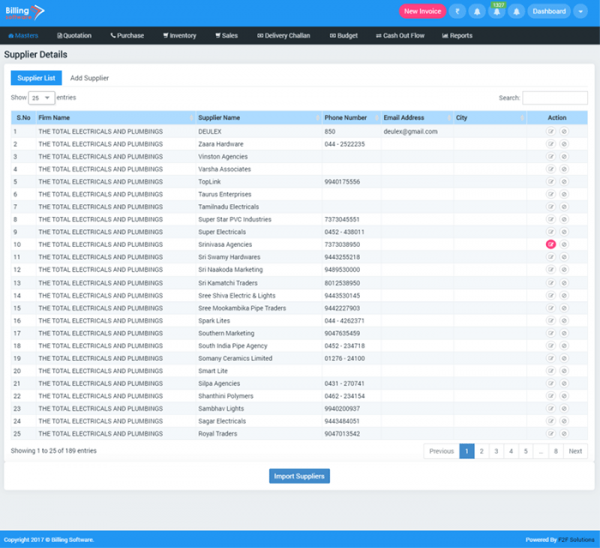 Billing
New Invoice ₹ 1327 Dashboard
Masters Quotation Purchase Inventory Sales Delivery Challan Budget Cash Out Flow Reports
Supplier Details
Supplier List Add Supplier
Show 25 entries Search:
S.No Firm Name Supplier Name Phone Number Email Address City Action
1 THE TOTAL ELECTRICALS AND PLUMBINGS DEULEX 850 deulex@gmail.com
2 THE TOTAL ELECTRICALS AND PLUMBINGS Zaara Hardware 044 - 2522235
3 THE TOTAL ELECTRICALS AND PLUMBINGS Vinston Agencies
4 THE TOTAL ELECTRICALS AND PLUMBINGS Varsha Associates
5 THE TOTAL ELECTRICALS AND PLUMBINGS TopLink 9940175556
6 THE TOTAL ELECTRICALS AND PLUMBINGS Taurus Enterprises
7 THE TOTAL ELECTRICALS AND PLUMBINGS Tamilnadu Electricals
8 THE TOTAL ELECTRICALS AND PLUMBINGS Super Star PVC Industries 7373045551
9 THE TOTAL ELECTRICALS AND PLUMBINGS Super Electricals 0452 - 438011
10 THE TOTAL ELECTRICALS AND PLUMBINGS Srinivasa Agencies 7373038950
11 THE TOTAL ELECTRICALS AND PLUMBINGS Sri Swamy Hardwares 9443255218
12 THE TOTAL ELECTRICALS AND PLUMBINGS Sri Naakoda Marketing 9489530000
13 THE TOTAL ELECTRICALS AND PLUMBINGS Sri Kamatchi Traders 8012538950
14 THE TOTAL ELECTRICALS AND PLUMBINGS Sree Shiva Electric & Lights 9443530145
15 THE TOTAL ELECTRICALS AND PLUMBINGS Sree Mookambika Pipe Traders 9442227903
16 THE TOTAL ELECTRICALS AND PLUMBINGS Spark Lites 044 - 4262371
17 THE TOTAL ELECTRICALS AND PLUMBINGS Southern Marketing 9047635459
18 THE TOTAL ELECTRICALS AND PLUMBINGS South India Pipe Agency 0452 - 234718
19 THE TOTAL ELECTRICALS AND PLUMBINGS Somany Ceramics Limited 01276 - 24100
20 THE TOTAL ELECTRICALS AND PLUMBINGS Smart Lite
21 THE TOTAL ELECTRICALS AND PLUMBINGS Silpa Agencies 0431 - 270741
22 THE TOTAL ELECTRICALS AND PLUMBINGS Shanthini Polymers 0462 - 234154
23 THE TOTAL ELECTRICALS AND PLUMBINGS Sambhav Lights 9940200937
24 THE TOTAL ELECTRICALS AND PLUMBINGS Sagar Electricals 9443484051
25 THE TOTAL ELECTRICALS AND PLUMBINGS Royal Traders 9047013542
Showing 1 to 25 of 189 entries Previous 1 2 3 4 5 … 8 Next
Import Suppliers
Copyright 2017 © Billing Software. Powered By F2F Solutions